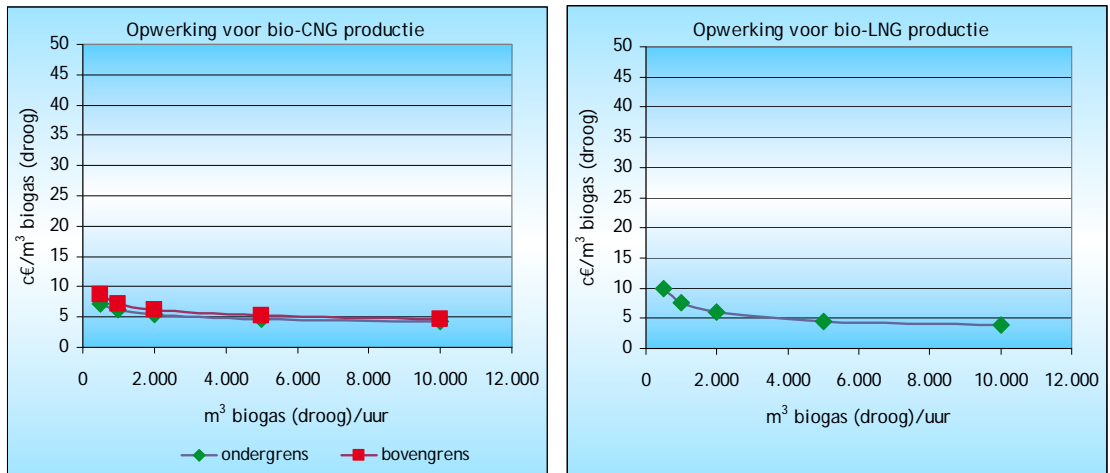 Opwerking voor bio-CNG productie
50
45
40
35
30
25
20
15
10
5
0
c€/m³ biogas (droog)
0 2.000 4.000 6.000 8.000 10.000 12.000
m³ biogas (droog)/uur
ondergrens bovengrens
Opwerking voor bio-LNG productie
50
45
40
35
30
25
20
15
10
5
0
c€/m³ biogas (droog)
0 2.000 4.000 6.000 8.000 10.000 12.000
m³ biogas (droog)/uur